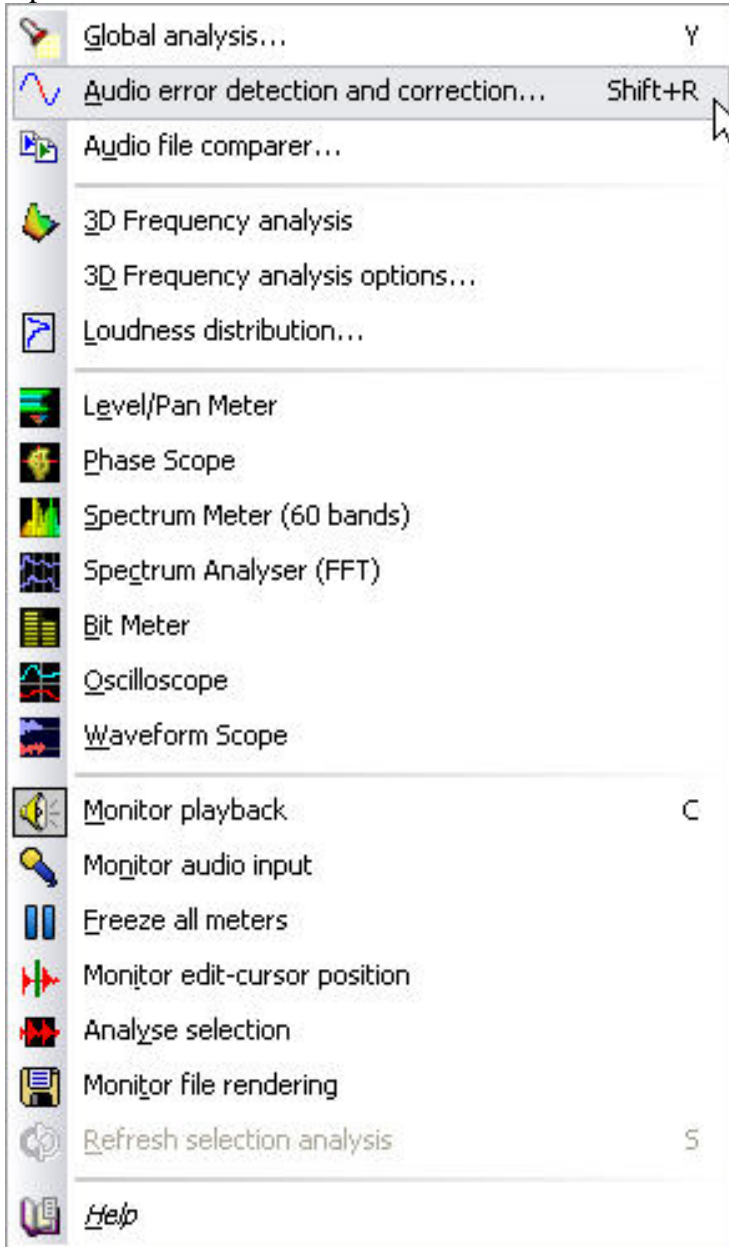 Global analysis... Y
Audio error detection and correction... Shift+R
Audio file comparer...
3D Frequency analysis
3D Frequency analysis options...
Loudness distribution...
Level/Pan Meter
Phase Scope
Spectrum Meter (60 bands)
Spectrum Analyser (FFT)
Bit Meter
Oscilloscope
Waveform Scope
Monitor playback C
Monitor audio input
Freeze all meters
Monitor edit-cursor position
Analyse selection
Monitor file rendering
Refresh selection analysis S
Help